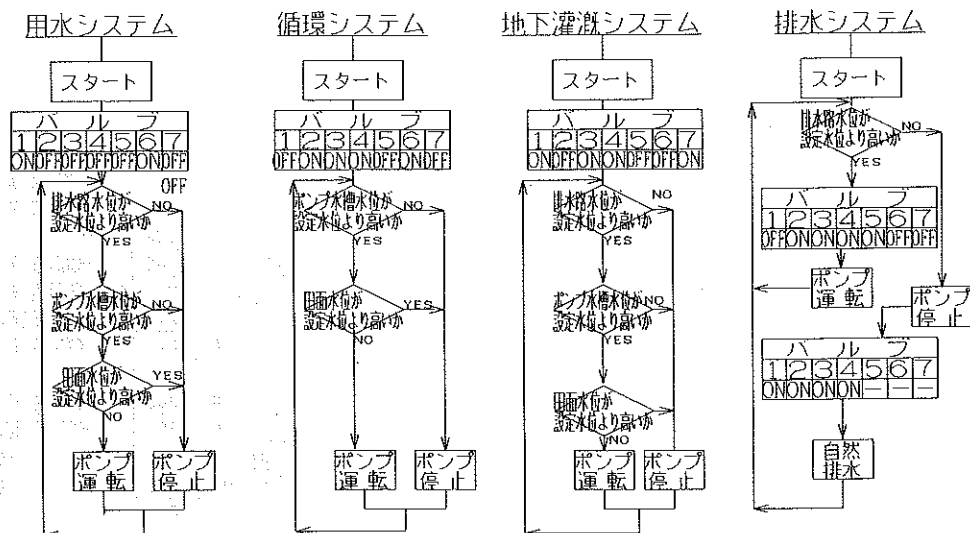 用水システム
スタート
バルブ
1 2 3 4 5 6 7
ON OFF OFF OFF OFF ON OFF
OFF
排水路水位が
設定水位より高いか
NO
YES
ポンプ水槽水位が
設定水位より高いか
NO
YES
田面水位が
設定水位より高いか
YES
NO
ポンプ
運転
ポンプ
停止
循環システム
スタート
バルブ
1 2 3 4 5 6 7
OFF ON ON ON OFF ON OFF
ポンプ水槽水位が
設定水位より高いか
NO
YES
田面水位が
設定水位より高いか
YES
NO
ポンプ
運転
ポンプ
停止
地下灌漑システム
スタート
バルブ
1 2 3 4 5 6 7
ON OFF ON ON OFF OFF ON
排水路水位が
設定水位より高いか
NO
YES
ポンプ水槽水位が
設定水位より高いか
NO
YES
田面水位が
設定水位より高いか
NO
ポンプ
運転
ポンプ
停止
排水システム
スタート
排水路水位が
設定水位より高いか
NO
YES
バルブ
1 2 3 4 5 6 7
OFF ON ON ON ON OFF OFF
ポンプ
運転
ポンプ
停止
バルブ
1 2 3 4 5 6 7
ON ON ON ON － － －
自然
排水